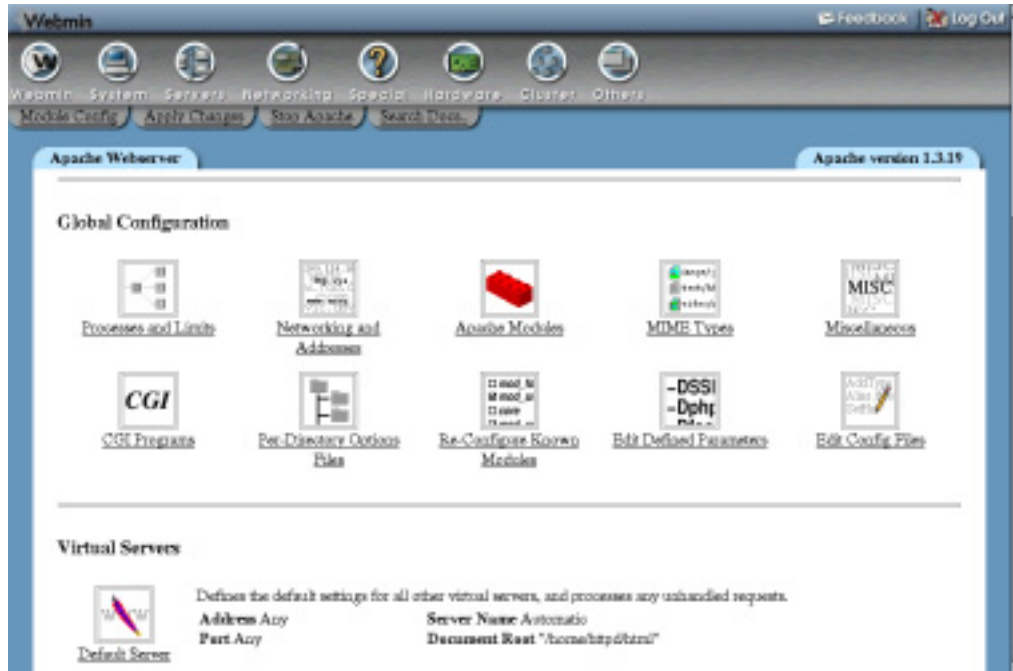 Webmin
Feedback Log Out
Webmin System Servers Networking Special Hardware Cluster Others
Module Config Apply Changes Stop Apache Search Docs..
Apache Webserver Apache version 1.3.19
Global Configuration
Processes and Limits Networking and Addresses Apache Modules MIME Types Miscellaneous
MISC
CGI
-DSSL
CGI Programs Per-Directory Options Files Re-Configure Known Modules Edit Defined Parameters Edit Config Files
Virtual Servers
Defines the default settings for all other virtual servers, and processes any unhandled requests.
Address Any Server Name Automatic
Port Any Document Root "/home/httpd/html"
Default Server